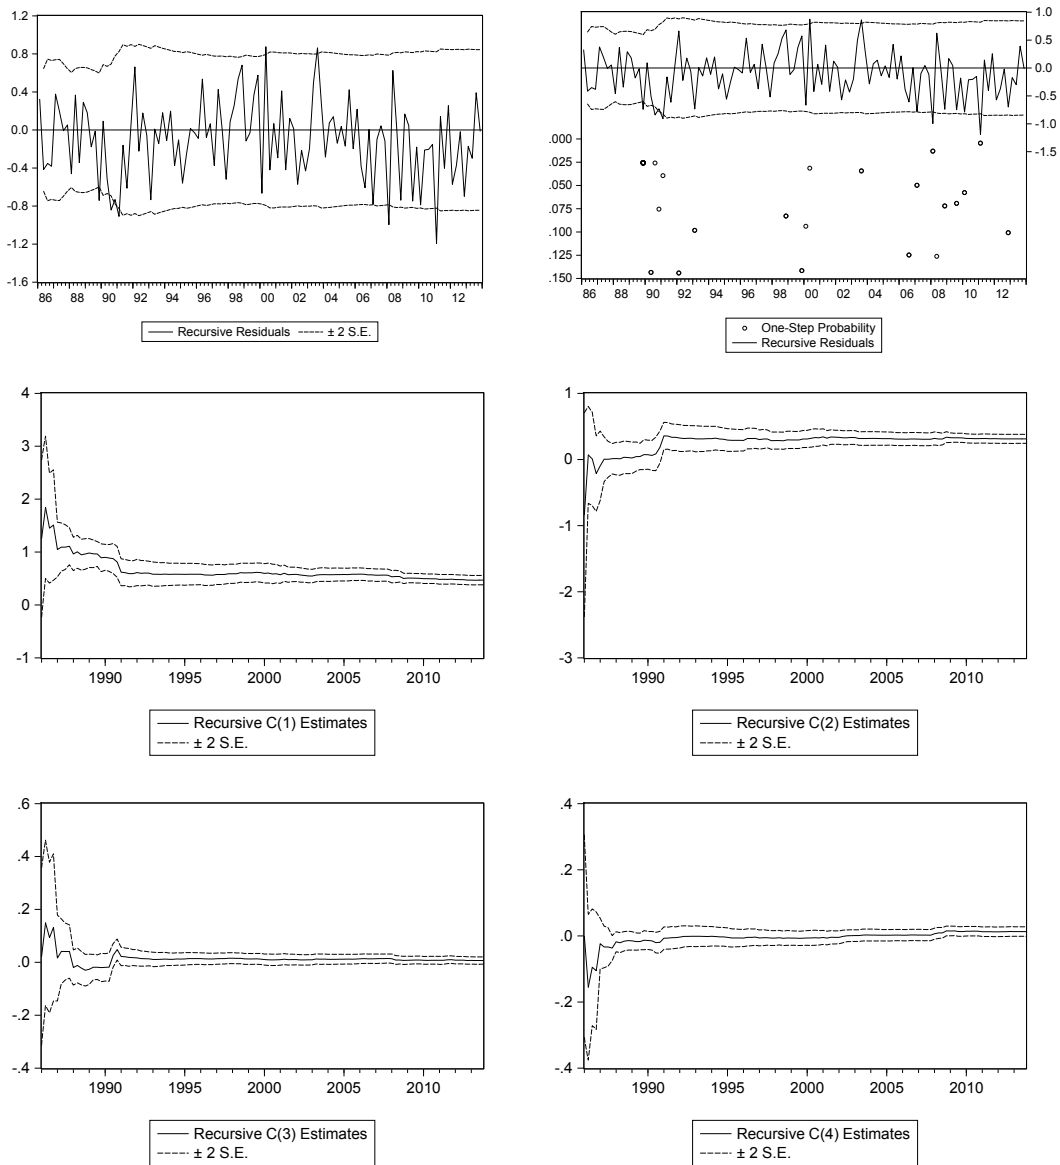 1.2
0.8
0.4
0.0
-0.4
-0.8
-1.2
-1.6
86 88 90 92 94 96 98 00 02 04 06 08 10 12
Recursive Residuals ± 2 S.E.
1.0
0.5
0.0
-0.5
-1.0
-1.5
.000
.025
.050
.075
.100
.125
.150
86 88 90 92 94 96 98 00 02 04 06 08 10 12
One-Step Probability
Recursive Residuals
4
3
2
1
0
-1
1990 1995 2000 2005 2010
Recursive C(1) Estimates
± 2 S.E.
1
0
-1
-2
-3
1990 1995 2000 2005 2010
Recursive C(2) Estimates
± 2 S.E.
.6
.4
.2
.0
-.2
-.4
1990 1995 2000 2005 2010
Recursive C(3) Estimates
± 2 S.E.
.4
.2
.0
-.2
-.4
1990 1995 2000 2005 2010
Recursive C(4) Estimates
± 2 S.E.